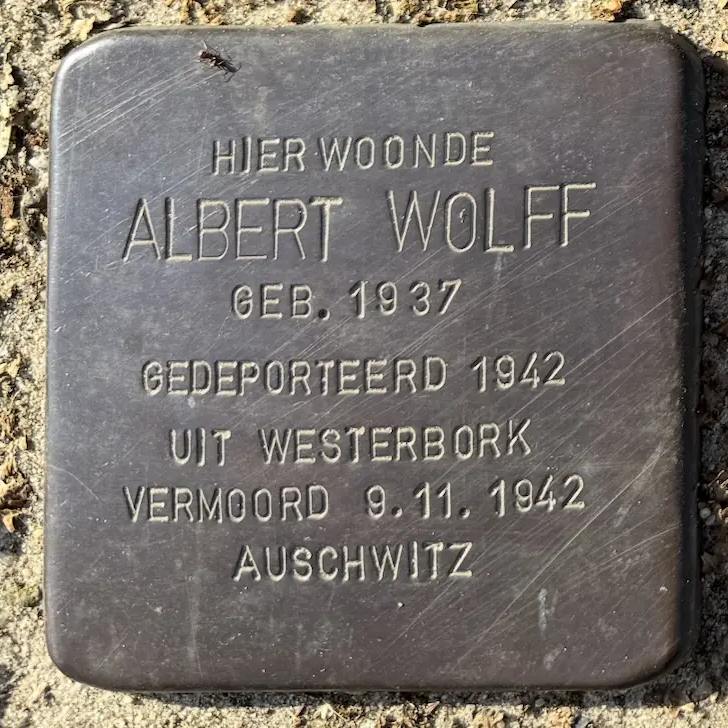 HIER WOONDE
ALBERT WOLFF
GEB. 1937
GEDEPORTEERD 1942
UIT WESTERBORK
VERMOORD 9.11.1942
AUSCHWITZ